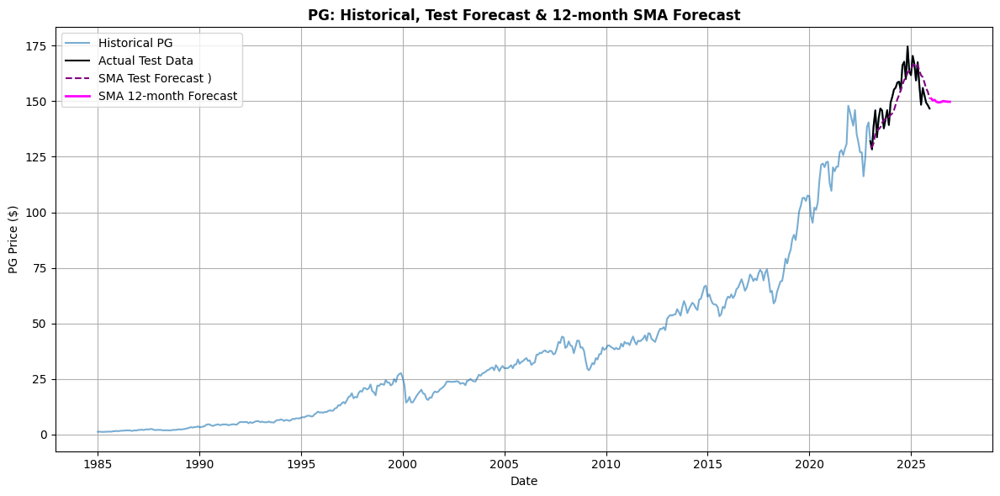 PG: Historical, Test Forecast & 12-month SMA Forecast
Historical PG
Actual Test Data
SMA Test Forecast )
SMA 12-month Forecast
PG Price ($)
175
150
125
100
75
50
25
0
1985 1990 1995 2000 2005 2010 2015 2020 2025
Date